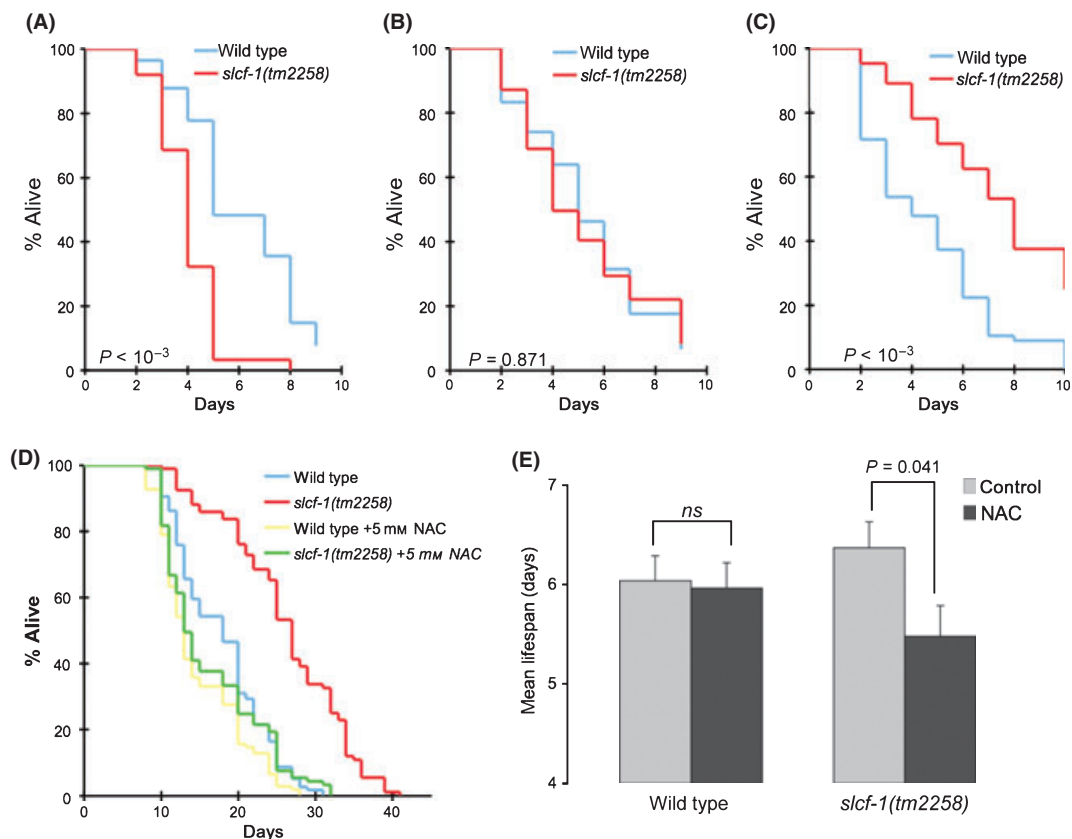 (A)
Wild type
slcf-1(tm2258)
100
80
60
40
20
0
% Alive
P < 10⁻³
0 2 4 6 8 10
Days
(B)
Wild type
slcf-1(tm2258)
100
80
60
40
20
0
% Alive
P = 0.871
0 2 4 6 8 10
Days
(C)
Wild type
slcf-1(tm2258)
100
80
60
40
20
0
% Alive
P < 10⁻³
0 2 4 6 8 10
Days
(D)
Wild type
slcf-1(tm2258)
Wild type +5 mM NAC
slcf-1(tm2258) +5 mM NAC
100
80
60
40
20
0
% Alive
0 10 20 30 40
Days
(E)
P = 0.041
Control
NAC
ns
7
6
5
4
Mean lifespan (days)
Wild type slcf-1(tm2258)